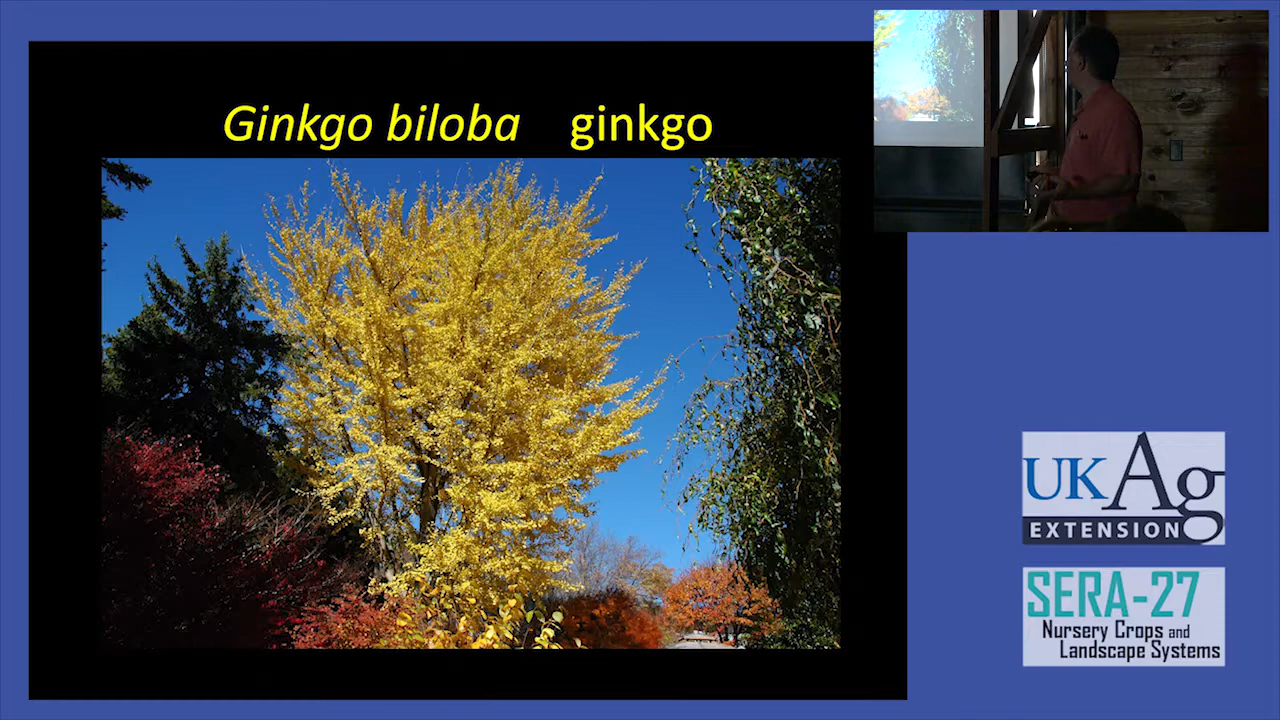 Ginkgo biloba ginkgo
UKAg
EXTENSION
SERA-27
Nursery Crops and
Landscape Systems